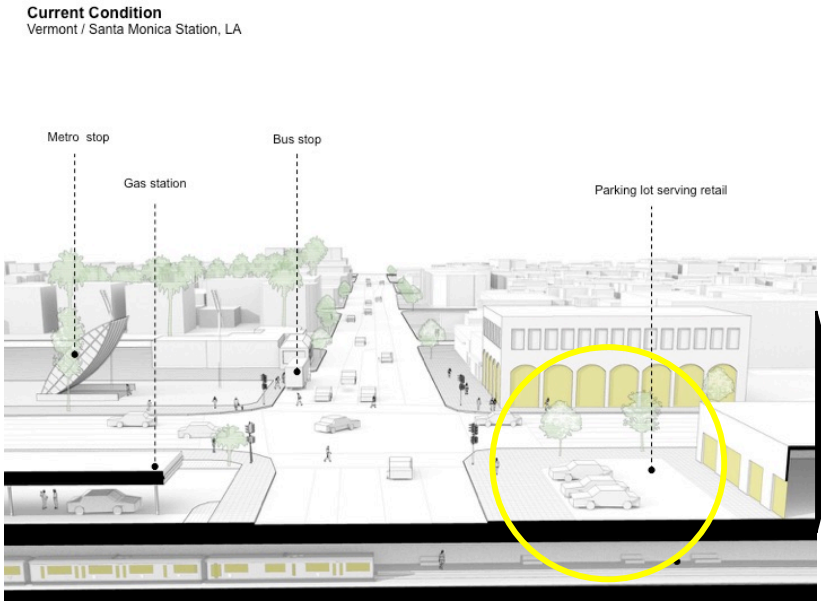 Current Condition
Vermont / Santa Monica Station, LA
Metro stop
Bus stop
Gas station
Parking lot serving retail